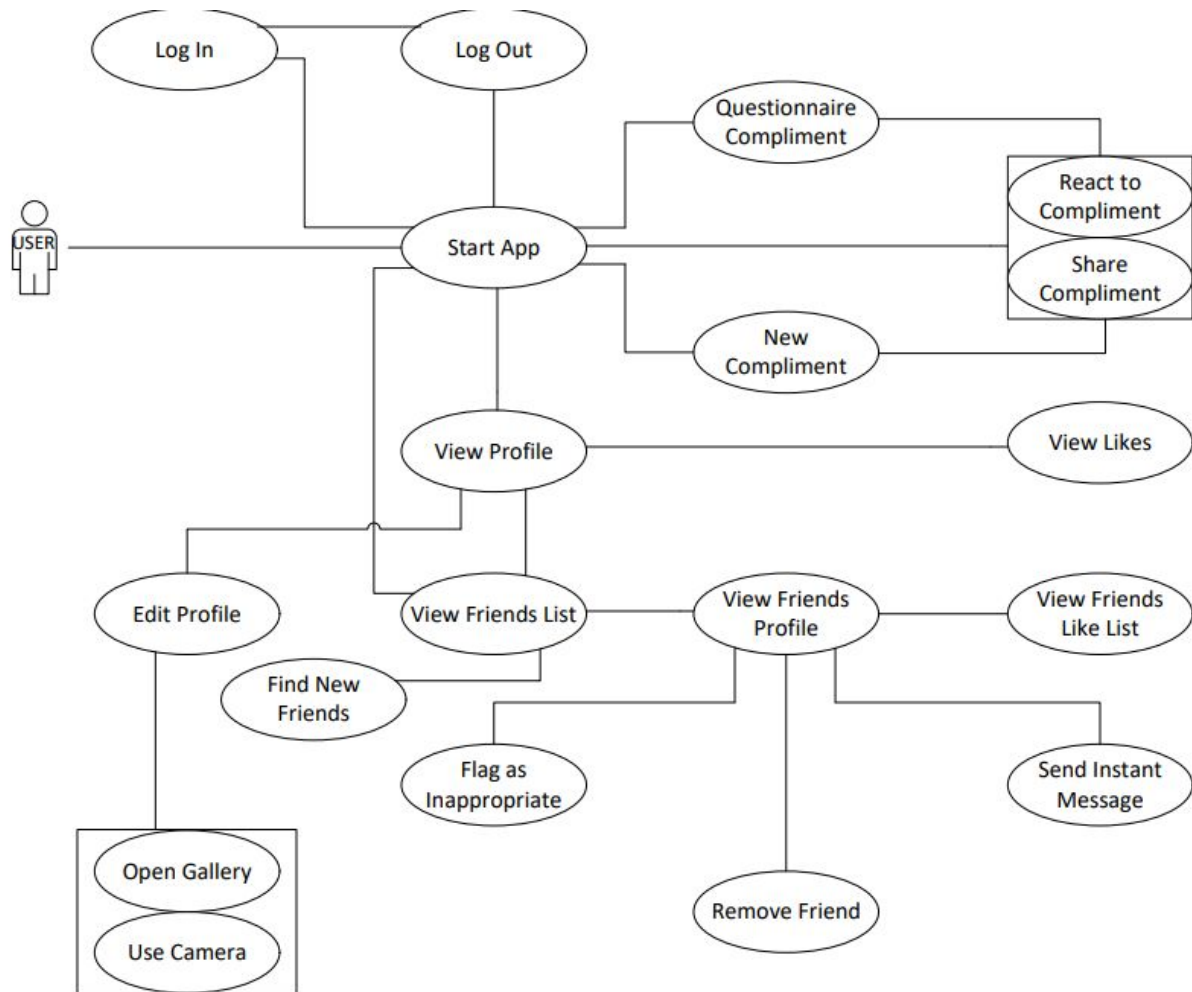 Log In
Log Out
Questionnaire
Compliment
React to
Compliment
USER
Start App
Share
Compliment
New
Compliment
View Profile
View Likes
Edit Profile
View Friends List
View Friends
Profile
View Friends
Like List
Find New
Friends
Flag as
Inappropriate
Send Instant
Message
Open Gallery
Remove Friend
Use Camera